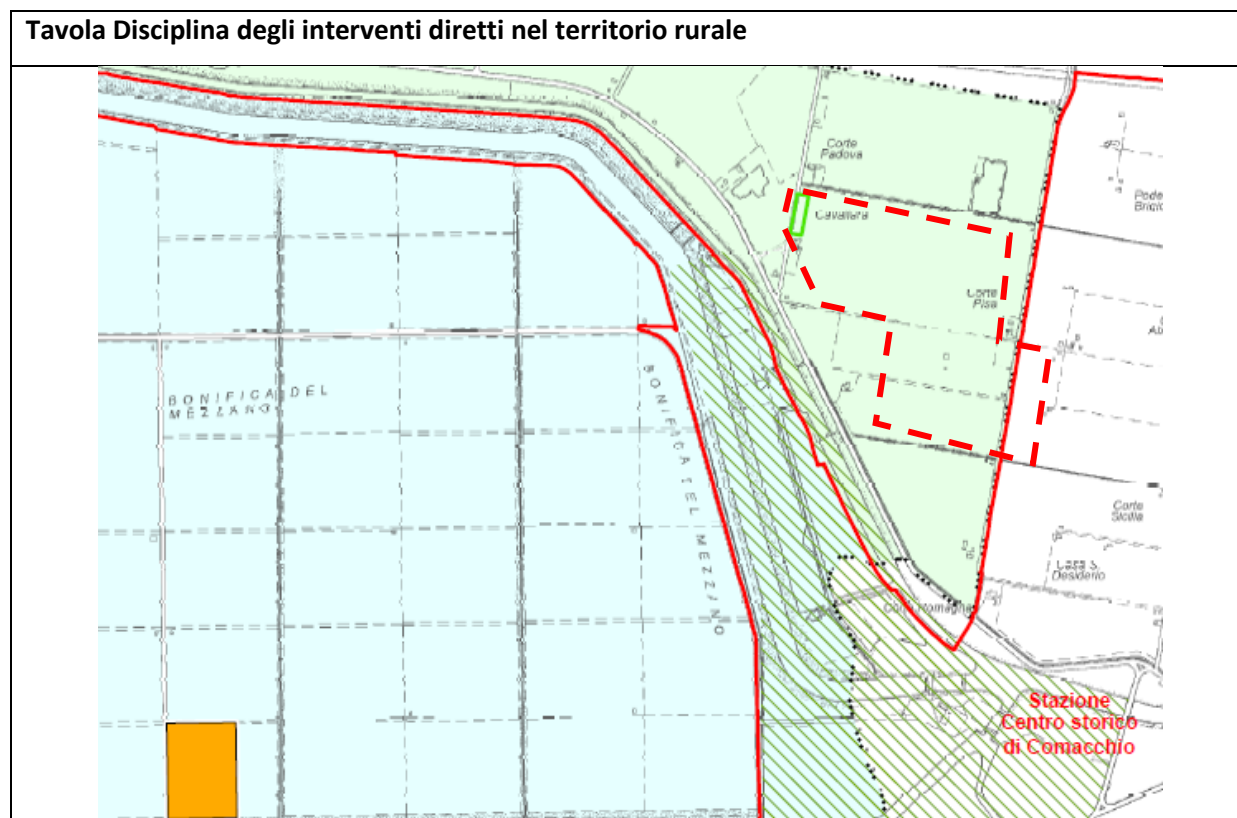 Tavola Disciplina degli interventi diretti nel territorio rurale
Corte
Padova
Cavallara
Corte
Pisa
BONIFICA DEL
MEZZANO
BONIFICA DEL MEZZANO
Corte
Sicilia
Casa S.
Desiderio
Corte Romagna
Stazione
Centro storico
di Comacchio